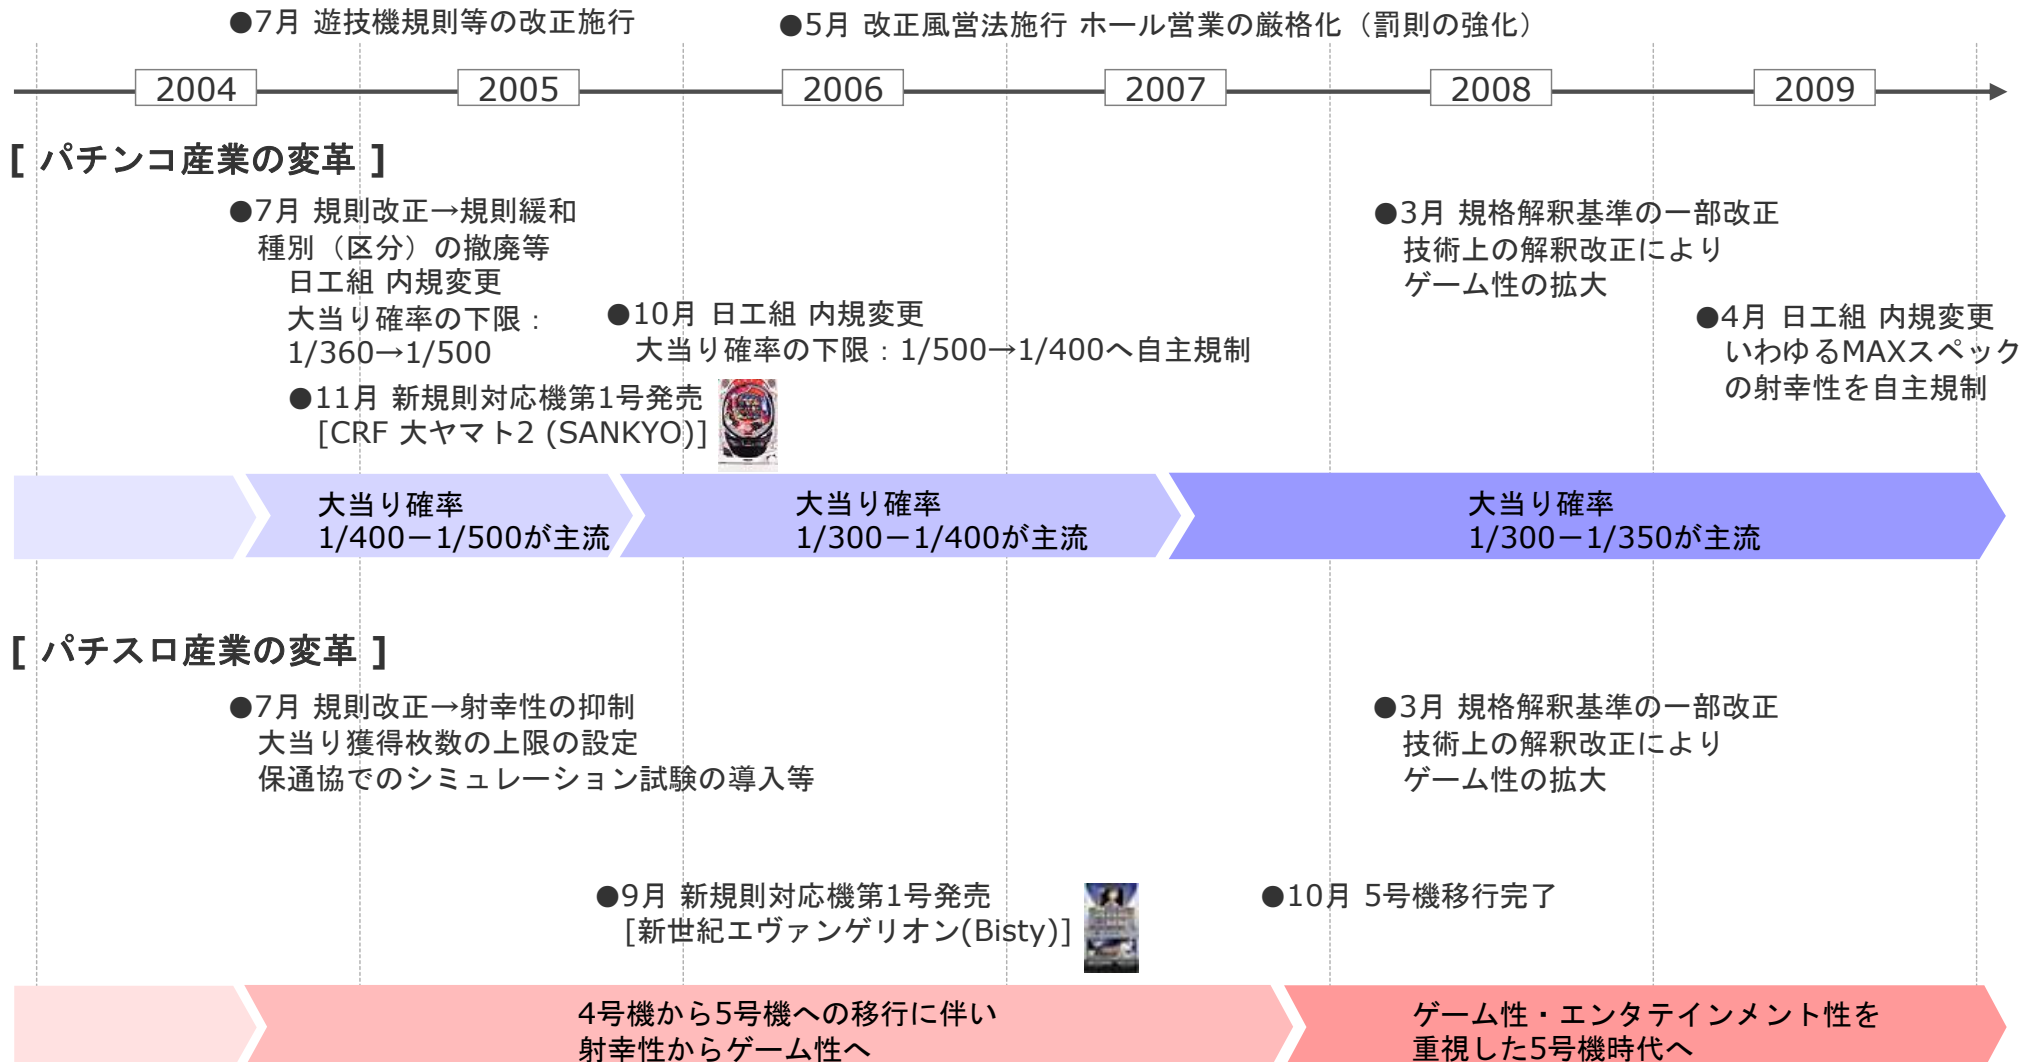 ●7月 遊技機規則等の改正施行
●5月 改正風営法施行 ホール営業の厳格化（罰則の強化）
2004
2005
2006
2007
2008
2009
[ パチンコ産業の変革 ]
●7月 規則改正→規則緩和
種別（区分）の撤廃等
日工組 内規変更
大当り確率の下限：
1/360→1/500
●11月 新規則対応機第1号発売
[CRF 大ヤマト2 (SANKYO)]
●10月 日工組 内規変更
大当り確率の下限：1/500→1/400へ自主規制
●3月 規格解釈基準の一部改正
技術上の解釈改正により
ゲーム性の拡大
●4月 日工組 内規変更
いわゆるMAXスペック
の射幸性を自主規制
大当り確率
1/400－1/500が主流
大当り確率
1/300－1/400が主流
大当り確率
1/300－1/350が主流
[ パチスロ産業の変革 ]
●7月 規則改正→射幸性の抑制
大当り獲得枚数の上限の設定
保通協でのシミュレーション試験の導入等
●3月 規格解釈基準の一部改正
技術上の解釈改正により
ゲーム性の拡大
●9月 新規則対応機第1号発売
[新世紀エヴァンゲリオン(Bisty)]
●10月 5号機移行完了
4号機から5号機への移行に伴い
射幸性からゲーム性へ
ゲーム性・エンタテインメント性を
重視した5号機時代へ